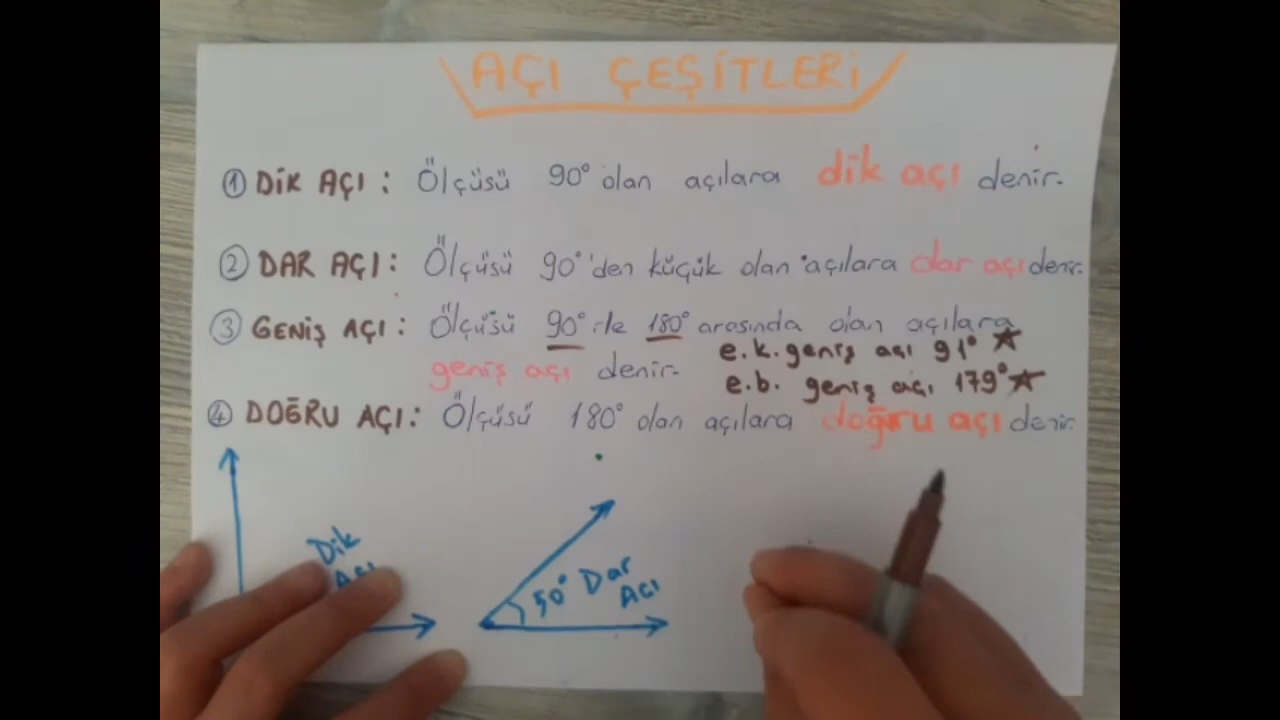 AÇI ÇEŞİTLERİ
① DİK AÇI : Ölçüsü 90° olan açılara dik açı denir.
② DAR AÇI : Ölçüsü 90°'den küçük olan açılara dar açı denir.
③ GENİŞ AÇI : Ölçüsü 90° ile 180° arasında olan açılara
geniş açı denir.
e.k. geniş açı 91° ★
e.b. geniş açı 179° ★
④ DOĞRU AÇI : Ölçüsü 180° olan açılara doğru açı denir.
Dik
Açı
50° Dar
Açı